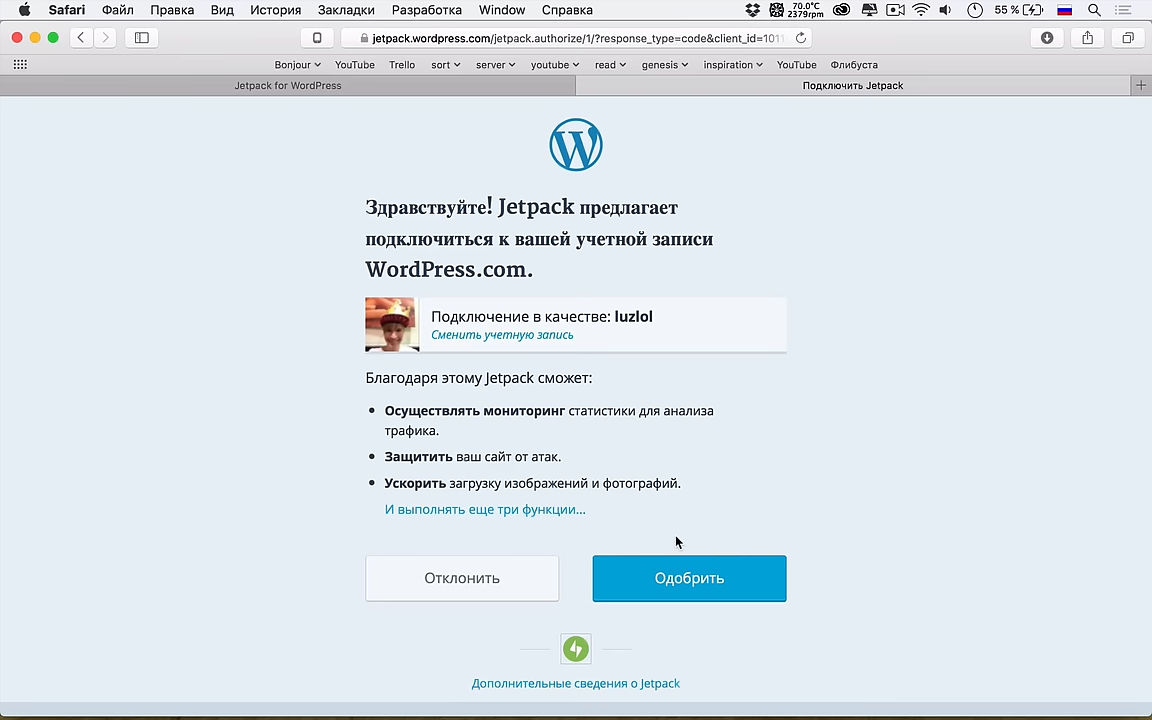 Safari Файл Правка Вид История Закладки Разработка Window Справка 70.0°C 2379rpm 55 %
jetpack.wordpress.com/jetpack.authorize/1/?response_type=code&client_id=1011
Bonjour YouTube Trello sort server youtube read genesis inspiration YouTube Флибуста
Jetpack for WordPress Подключить Jetpack
Здравствуйте! Jetpack предлагает
подключиться к вашей учетной записи
WordPress.com.
Подключение в качестве: luzlol
Сменить учетную запись
Благодаря этому Jetpack сможет:
• Осуществлять мониторинг статистики для анализа
трафика.
• Защитить ваш сайт от атак.
• Ускорить загрузку изображений и фотографий.
И выполнять еще три функции...
Отклонить Одобрить
Дополнительные сведения о Jetpack